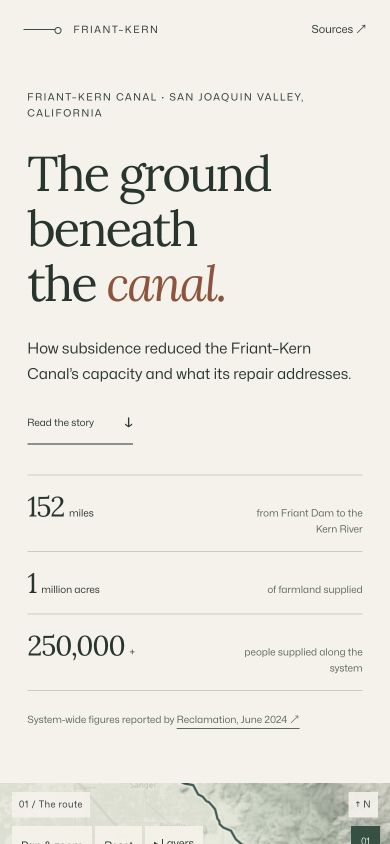 FRIANT–KERN
Sources ↗
FRIANT–KERN CANAL · SAN JOAQUIN VALLEY,
CALIFORNIA
The ground
beneath
the canal.
How subsidence reduced the Friant–Kern
Canal’s capacity and what its repair addresses.
Read the story ↓
152 miles
from Friant Dam to the
Kern River
1 million acres
of farmland supplied
250,000 +
people supplied along the
system
System-wide figures reported by Reclamation, June 2024 ↗
Sanger
01 / The route
↑ N
Layers
01